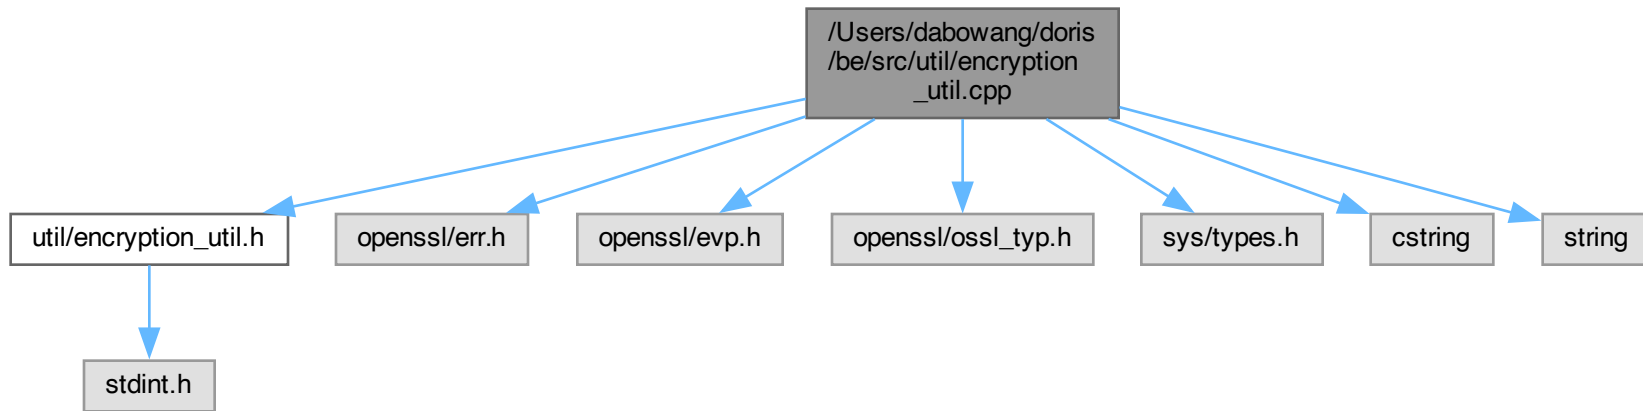 /Users/dabowang/doris
/be/src/util/encryption
_util.cpp
util/encryption_util.h
openssl/err.h
openssl/evp.h
openssl/ossl_typ.h
sys/types.h
cstring
string
stdint.h